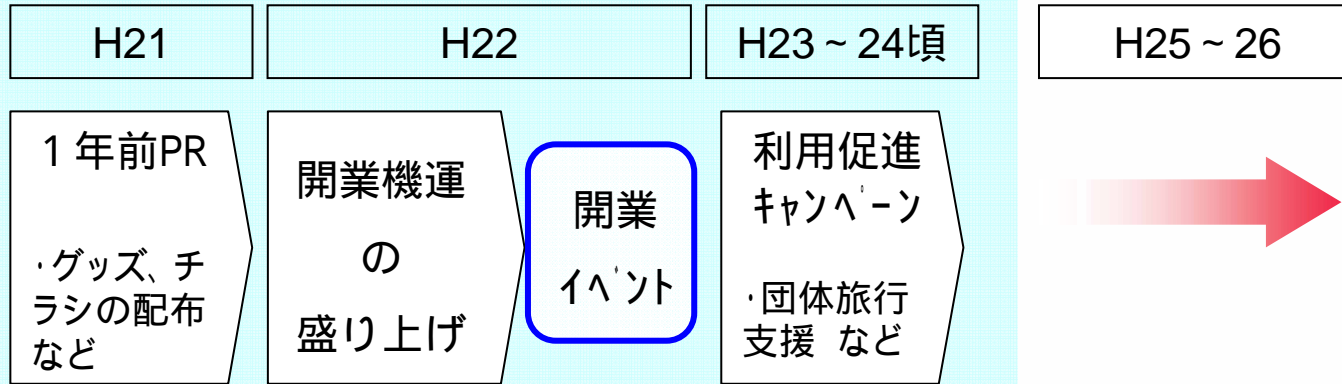 H21
H22
H23~24頃
H25~26
1年前PR
・グッズ、チ
ラシの配布
など
開業機運
の
盛り上げ
開業
イベント
利用促進
キャンペーン
・団体旅行
支援 など